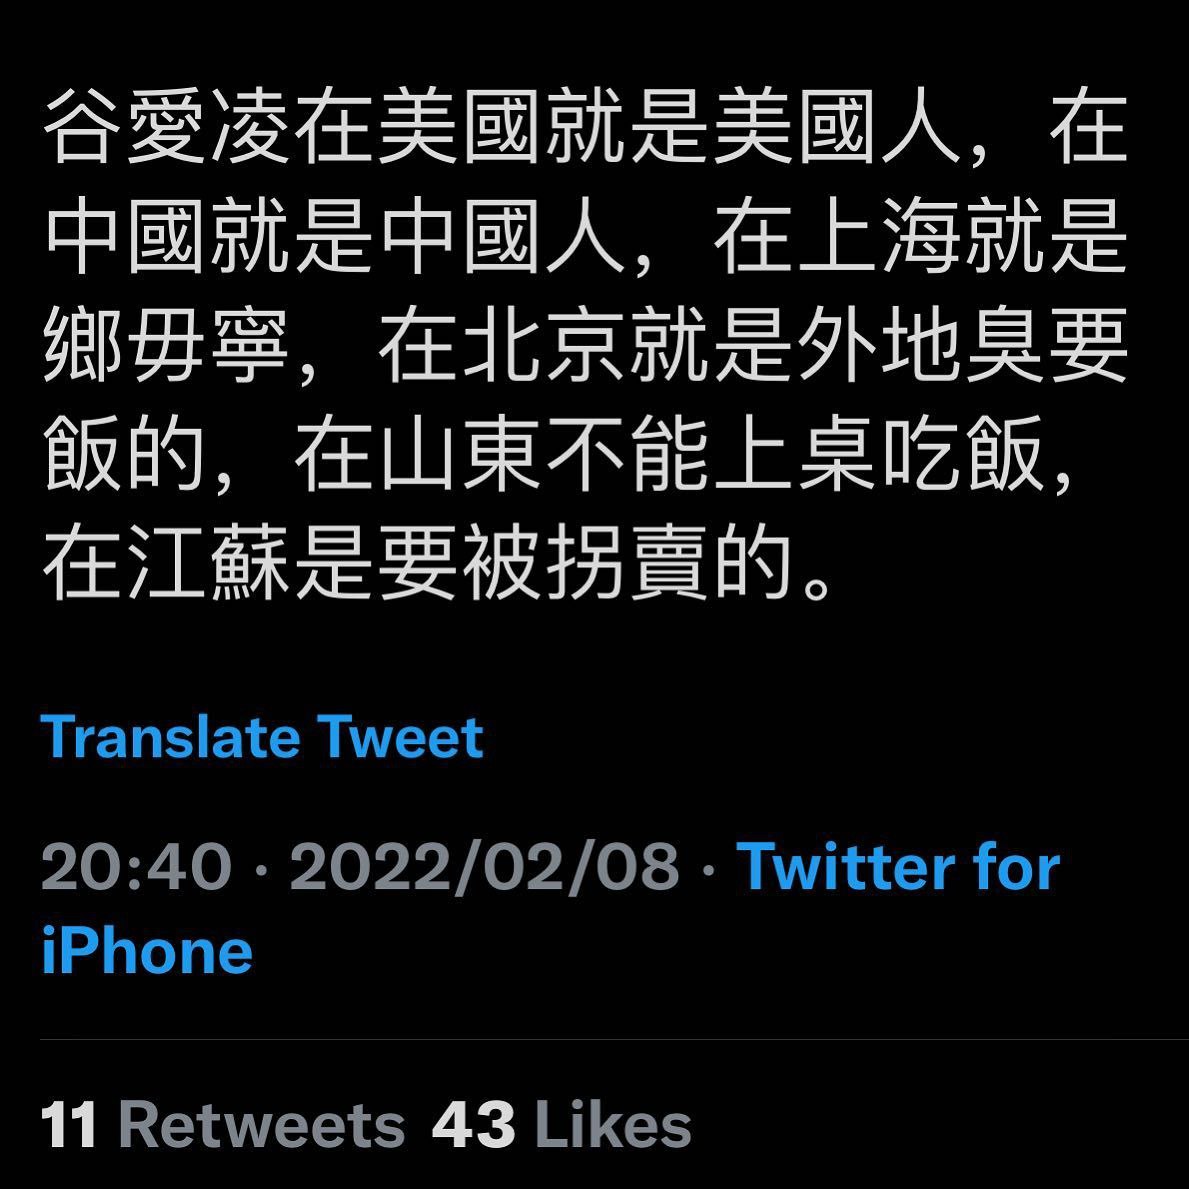 谷愛凌在美國就是美國人，在
中國就是中國人，在上海就是
鄉毋寧，在北京就是外地臭要
飯的，在山東不能上桌吃飯，
在江蘇是要被拐賣的。
Translate Tweet
20:40 · 2022/02/08 · Twitter for
iPhone
11 Retweets 43 Likes